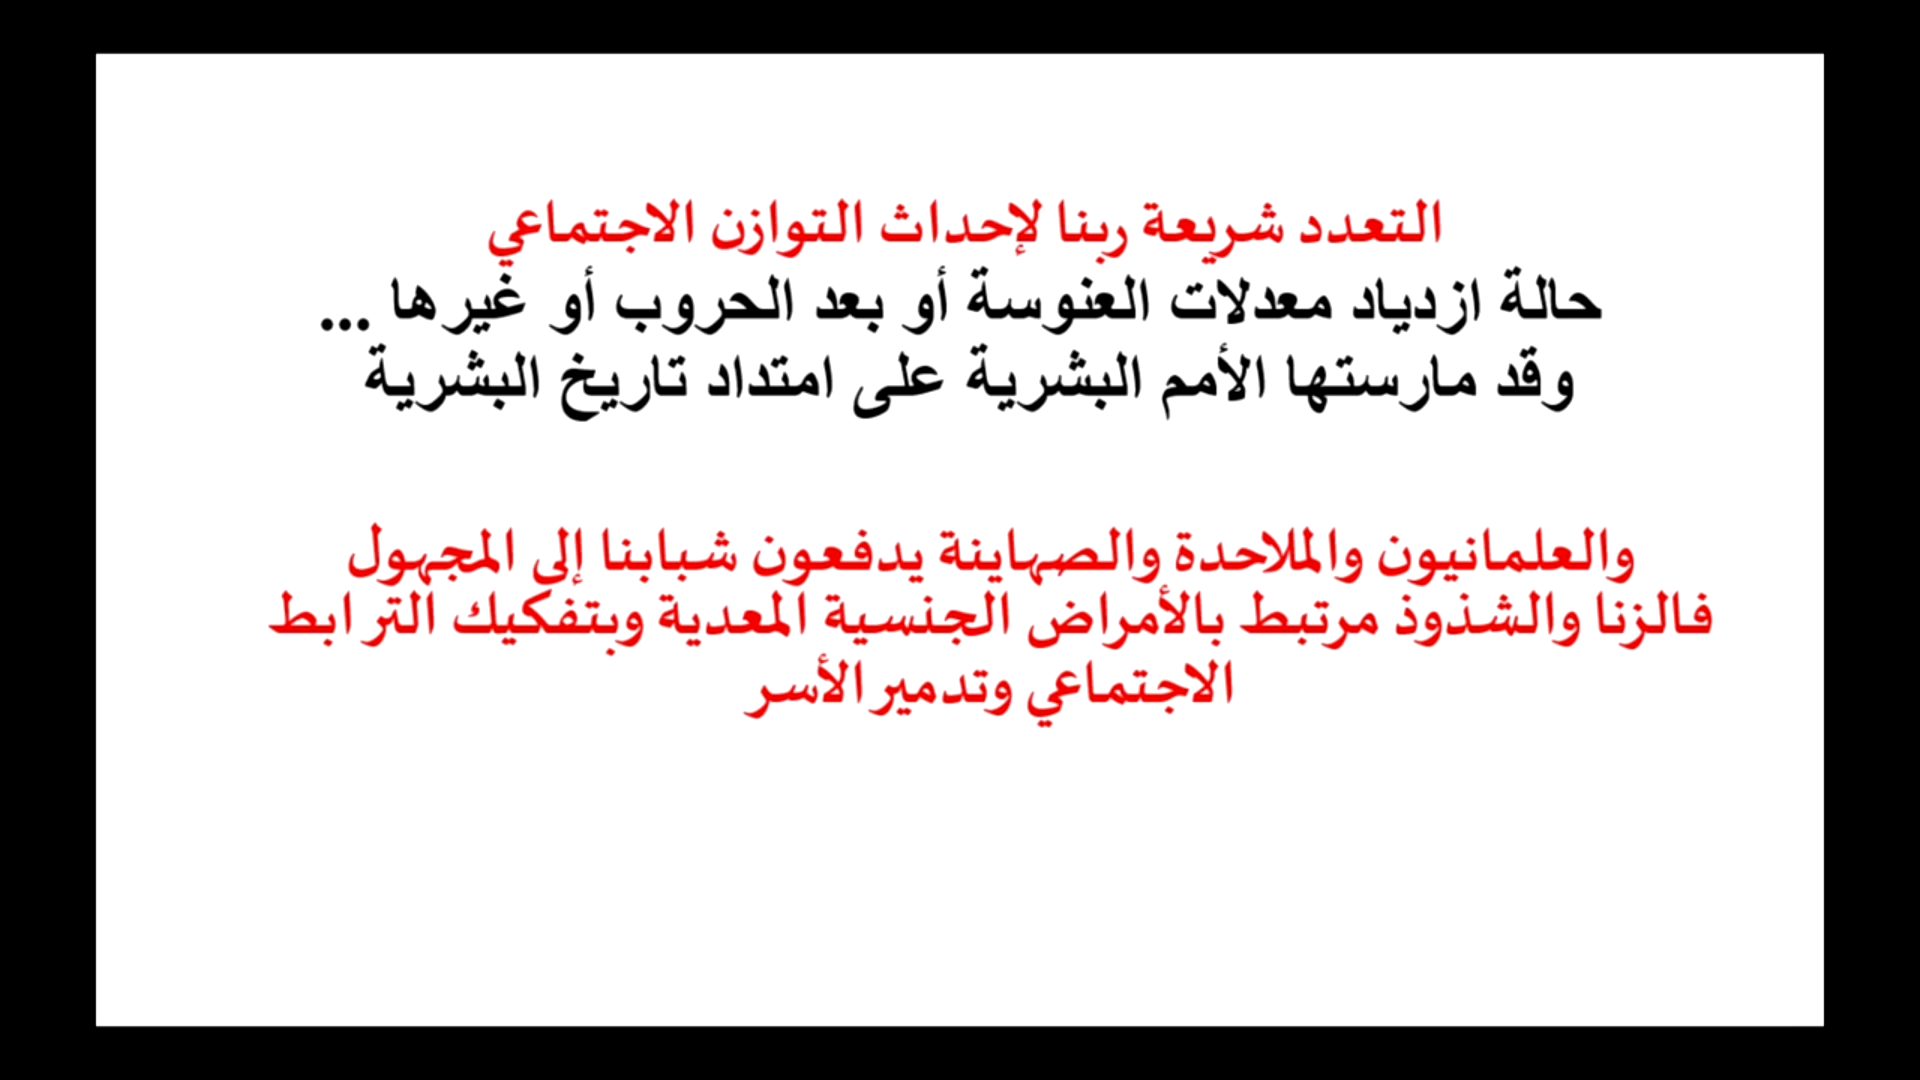 التعدد شريعة ربنا لإحداث التوازن الاجتماعي
حالة ازدياد معدلات العنوسة أو بعد الحروب أو غيرها ...
وقد مارستها الأمم البشرية على امتداد تاريخ البشرية
والعلمانيون والملاحدة والصهاينة يدفعون شبابنا إلى المجهول
فالزنا والشذوذ مرتبط بالأمراض الجنسية المعدية وبتفكيك الترابط
الاجتماعي وتدمير الأسر